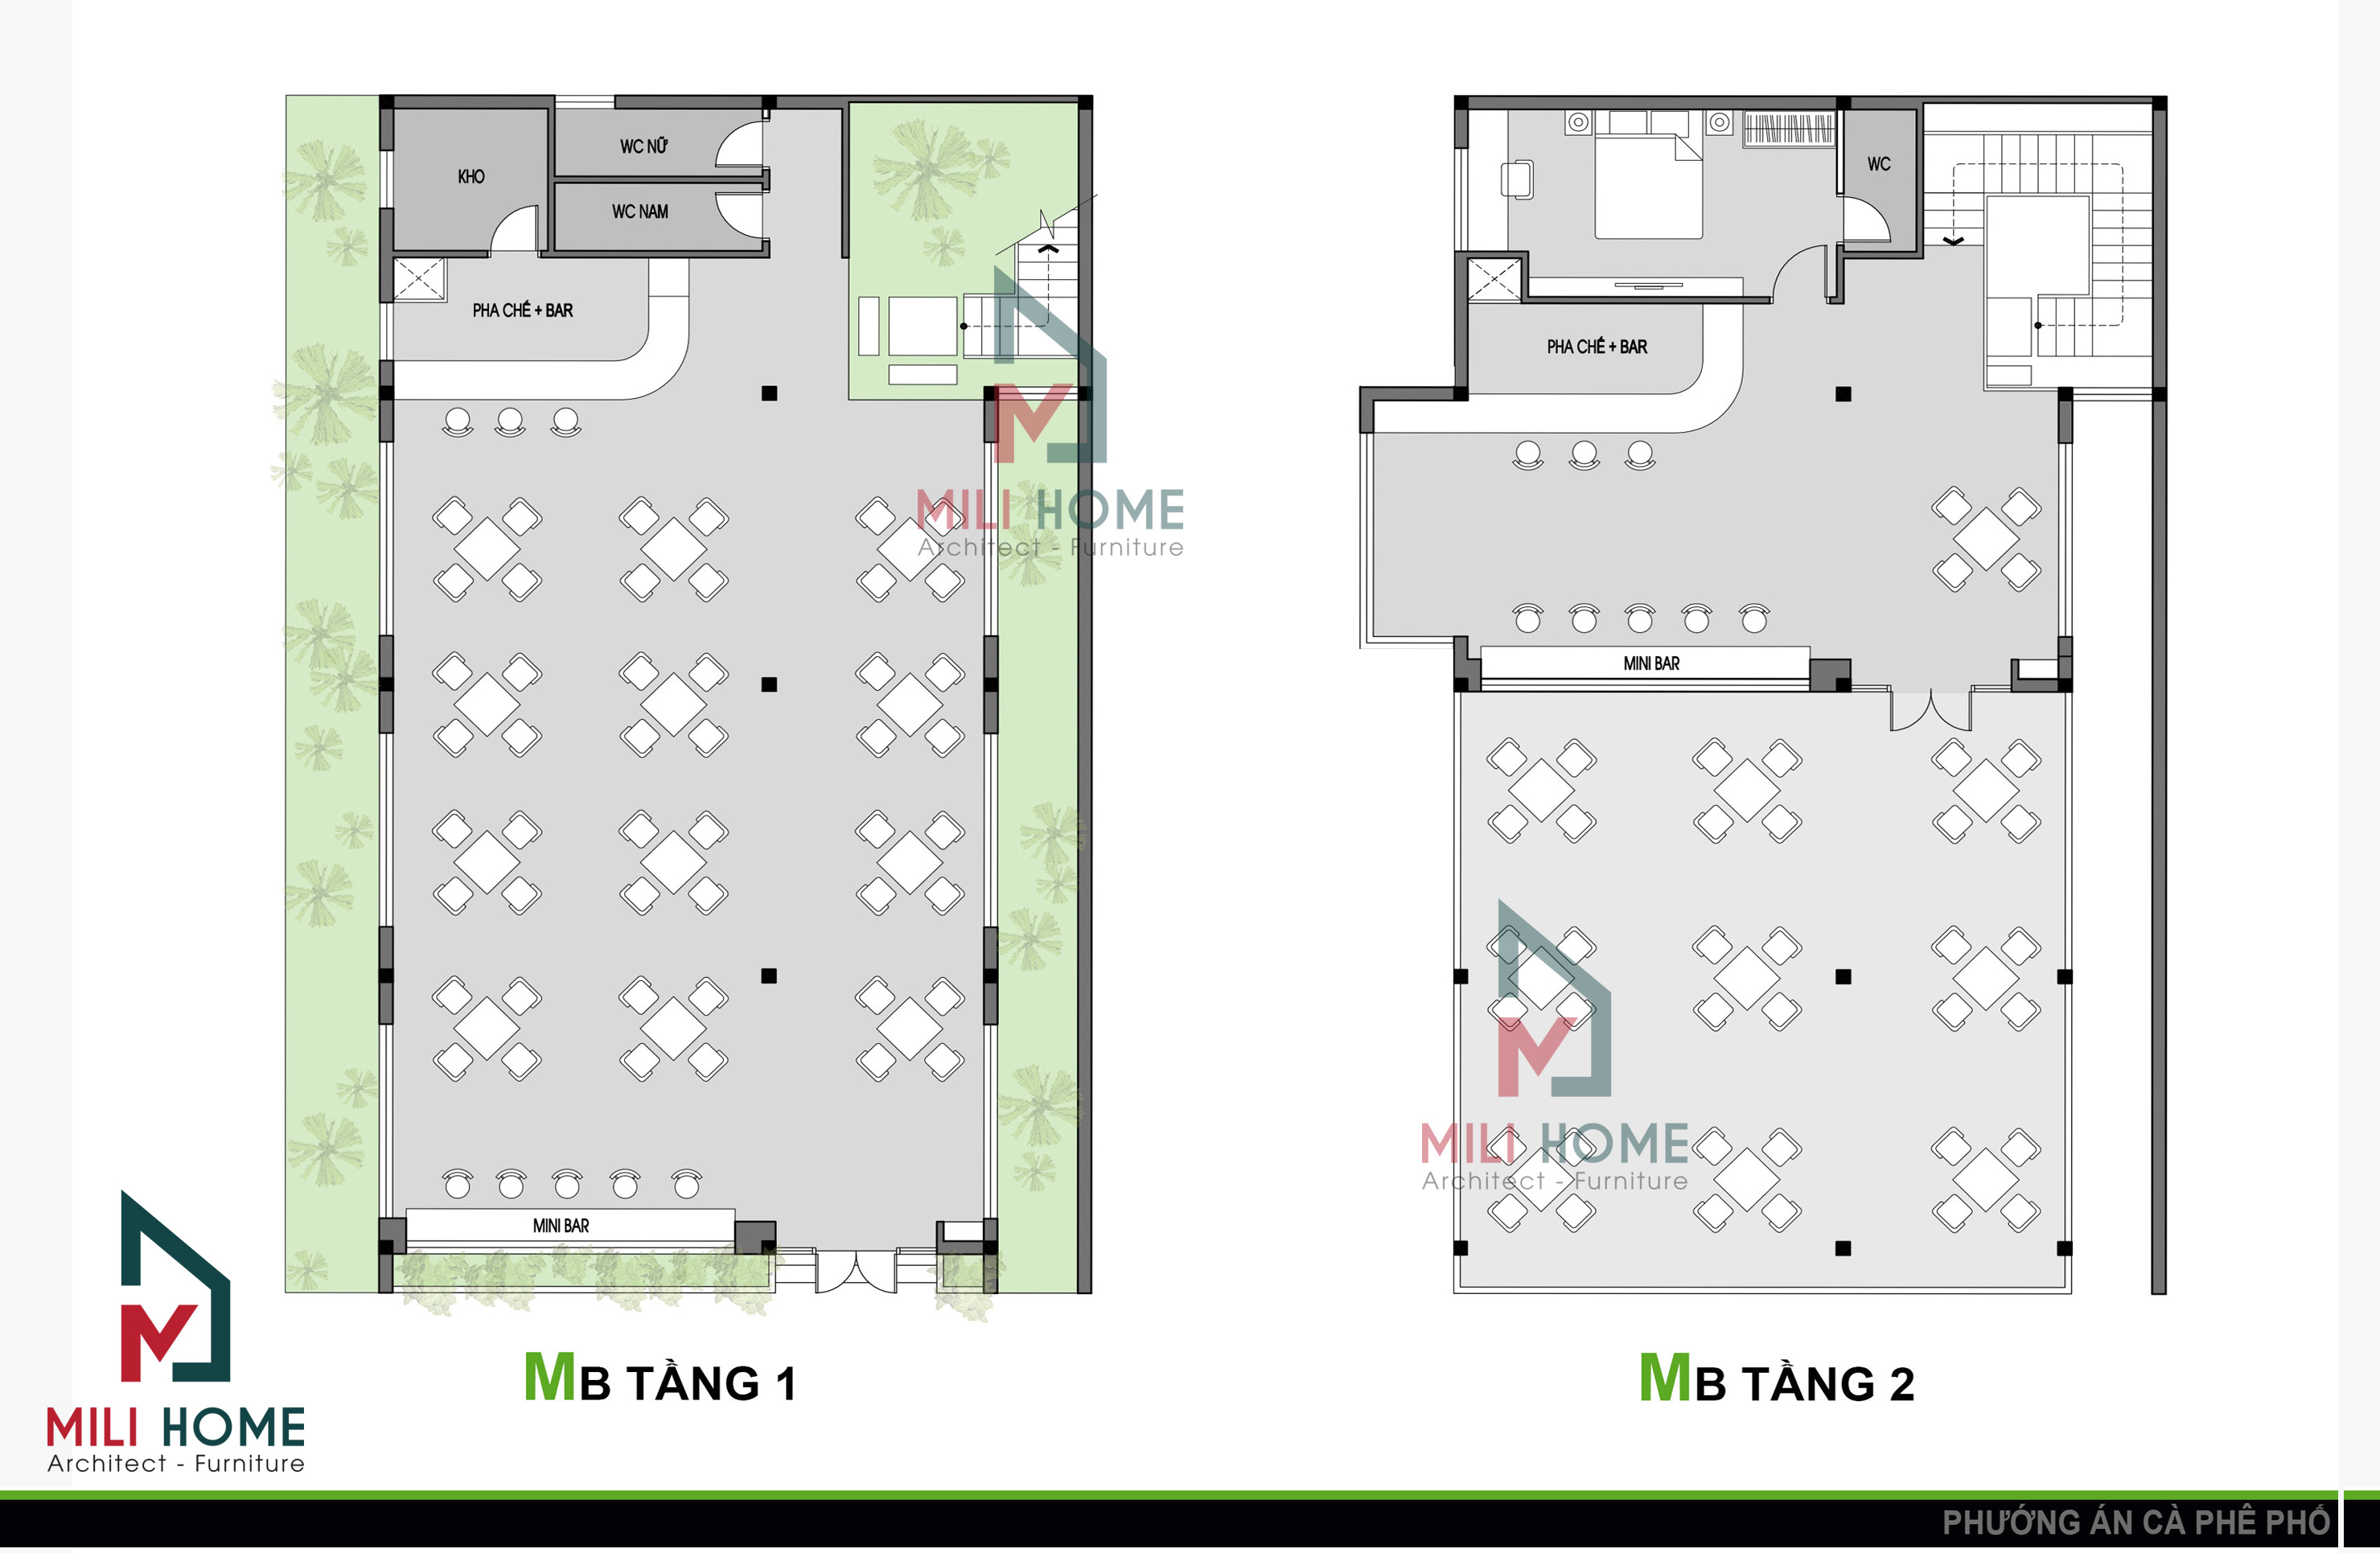 KHO
WC NỮ
WC NAM
PHA CHẾ + BAR
MILI HOME
Architect - Furniture
MINI BAR
MB TẦNG 1
WC
PHA CHẾ + BAR
MINI BAR
MILI HOME
Architect - Furniture
MB TẦNG 2
MILI HOME
Architect - Furniture
PHƯỚNG ÁN CÀ PHÊ PHỐ